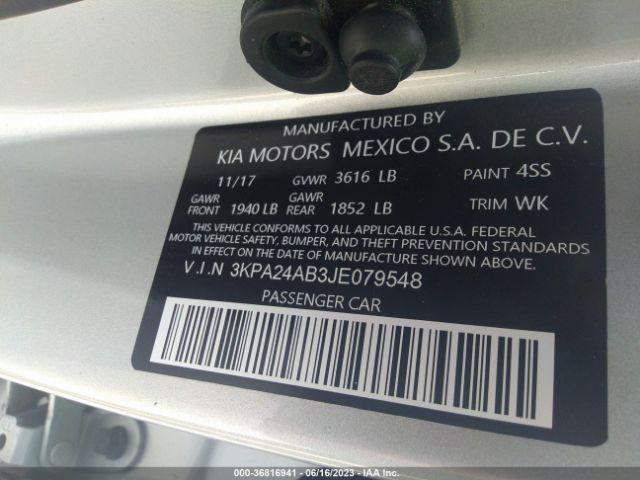 MANUFACTURED BY
KIA MOTORS MEXICO S.A. DE C.V.
11/17 GVWR 3616 LB PAINT 4SS
GAWR FRONT 1940 LB GAWR REAR 1852 LB TRIM WK
THIS VEHICLE CONFORMS TO ALL APPLICABLE U.S.A. FEDERAL
MOTOR VEHICLE SAFETY, BUMPER, AND THEFT PREVENTION STANDARDS
IN EFFECT ON THE DATE OF MANUFACTURE SHOWN ABOVE.
V.I.N 3KPA24AB3JE079548
PASSENGER CAR
000-36816941 - 06/16/2023 - IAA Inc.